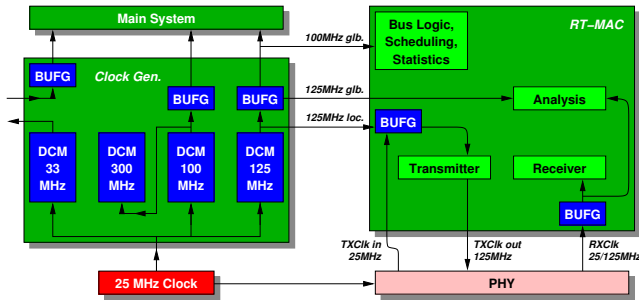 Main System
RT-MAC
100MHz glb.
Bus Logic,
Scheduling,
Statistics
Clock Gen.
BUFG
BUFG
BUFG
125MHz glb.
Analysis
125MHz loc.
BUFG
DCM
33
MHz
DCM
300
MHz
DCM
100
MHz
DCM
125
MHz
Transmitter
Receiver
BUFG
TXClk in
25MHz
TXClk out
125MHz
RXClk
25/125MHz
25 MHz Clock
PHY